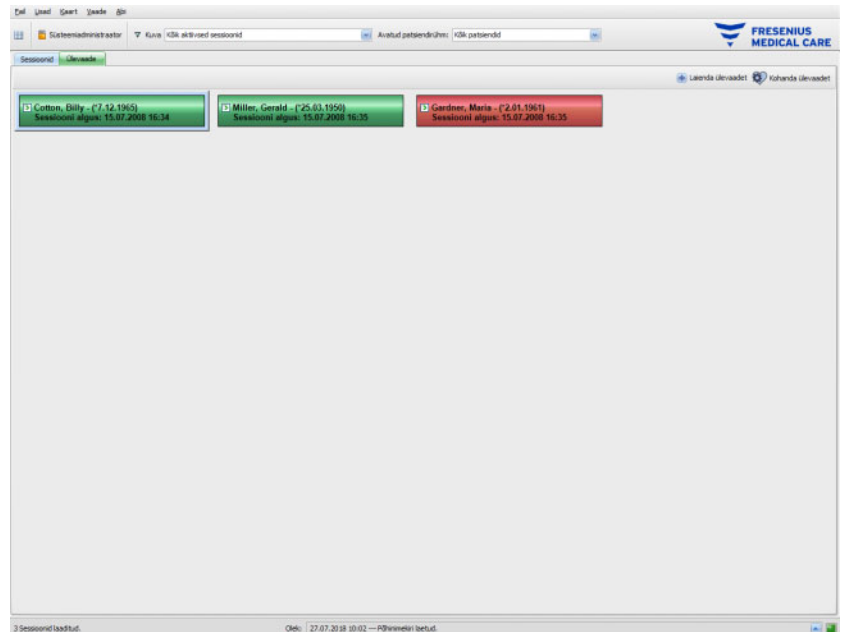 Fail Uued Kaart Vaade Abi
Süsteemiadministraator Kuva Kõik aktiivsed sessioonid Avatud patsiendirühm: Kõik patsiendid
FRESENIUS
MEDICAL CARE
Sessioonid Ülevaade
Laienda ülevaadet Kohanda ülevaadet
Cotton, Billy - (*7.12.1965)
Sessiooni algus: 15.07.2008 16:34
Miller, Gerald - (*25.03.1950)
Sessiooni algus: 15.07.2008 16:35
Gardner, Maria - (*2.01.1961)
Sessiooni algus: 15.07.2008 16:35
3 Sessioonid laaditud. Olek: 27.07.2018 10:02 — Põhinimekiri laetud.